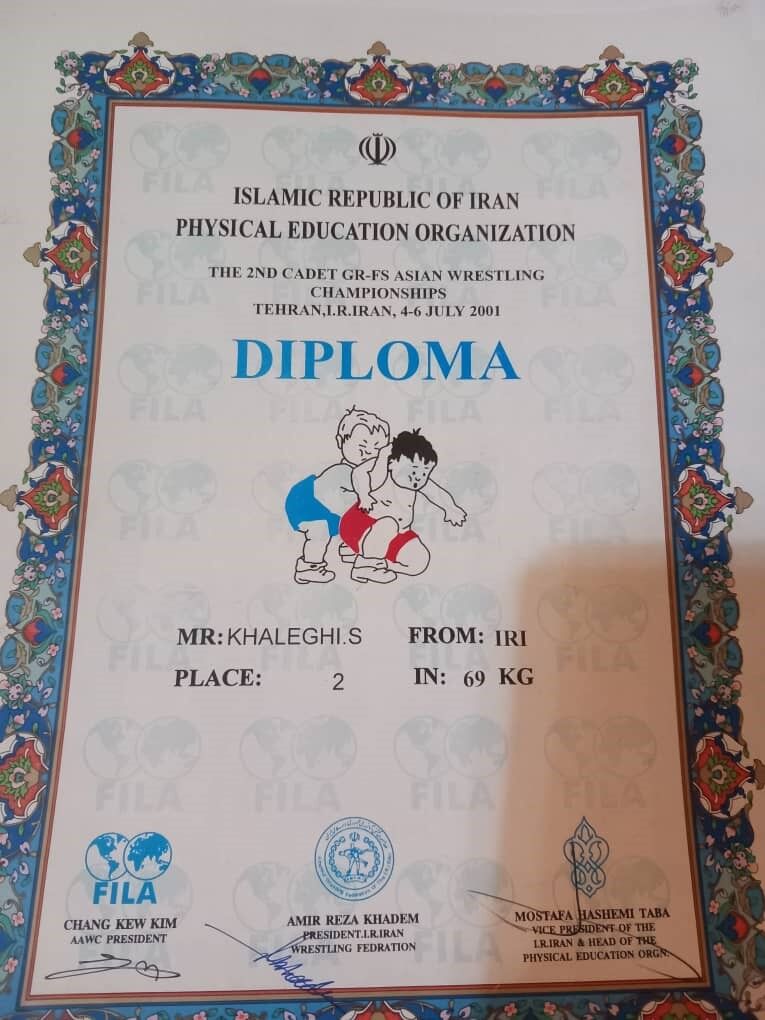 ISLAMIC REPUBLIC OF IRAN
PHYSICAL EDUCATION ORGANIZATION
THE 2ND CADET GR-FS ASIAN WRESTLING
CHAMPIONSHIPS
TEHRAN,I.R.IRAN, 4-6 JULY 2001
DIPLOMA
MR: KHALEGHI.S FROM: IRI
PLACE: 2 IN: 69 KG
FILA
CHANG KEW KIM
AAWC PRESIDENT
AMIR REZA KHADEM
PRESIDENT.I.R.IRAN
WRESTLING FEDRATION
MOSTAFA HASHEMI TABA
VICE PRESIDENT OF THE
I.R.IRAN & HEAD OF THE
PHYSICAL EDUCATION ORGN.